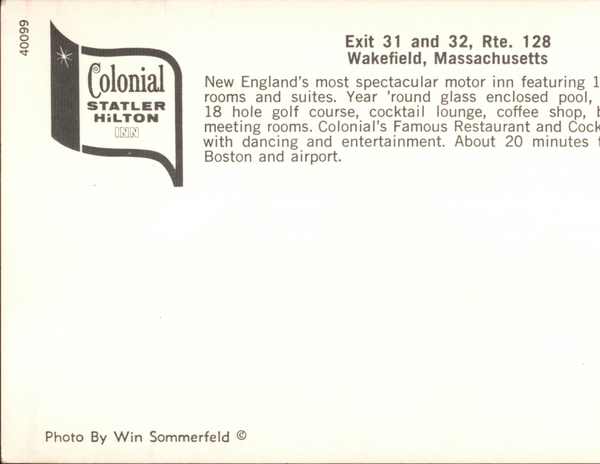 40099
Colonial
STATLER
HiLTON
INN
Exit 31 and 32, Rte. 128
Wakefield, Massachusetts
New England's most spectacular motor inn featuring 1
rooms and suites. Year 'round glass enclosed pool,
18 hole golf course, cocktail lounge, coffee shop,
meeting rooms. Colonial's Famous Restaurant and Cock
with dancing and entertainment. About 20 minutes
Boston and airport.
Photo By Win Sommerfeld ©